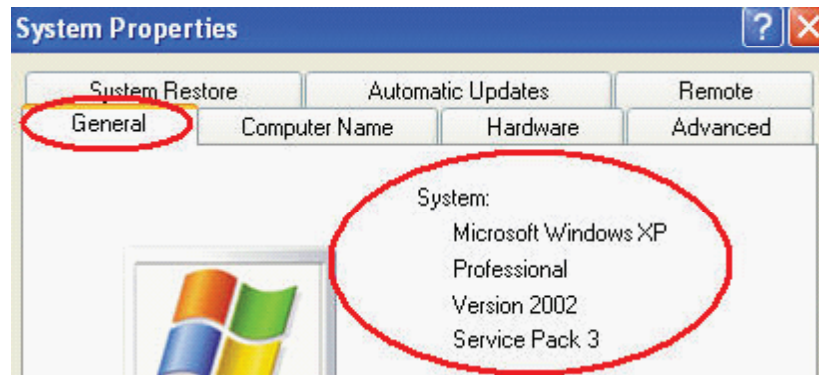 System Properties
System Restore Automatic Updates Remote
General Computer Name Hardware Advanced
System:
Microsoft Windows XP
Professional
Version 2002
Service Pack 3